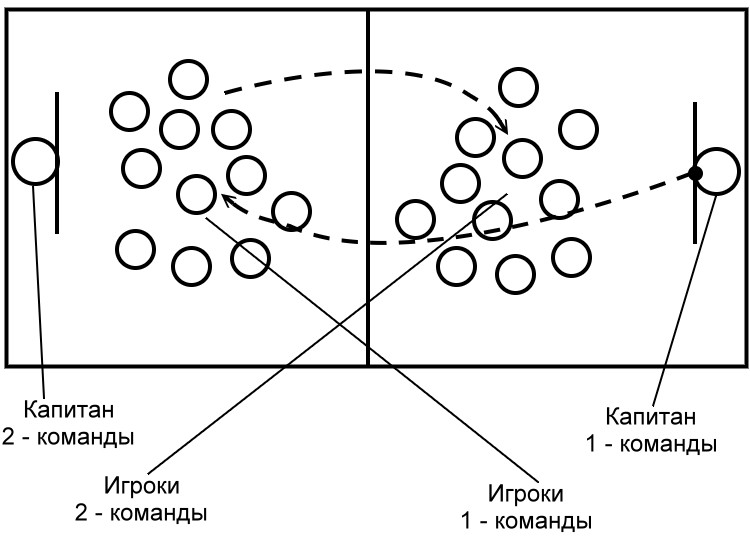 Капитан
2 - команды
Капитан
1 - команды
Игроки
2 - команды
Игроки
1 - команды